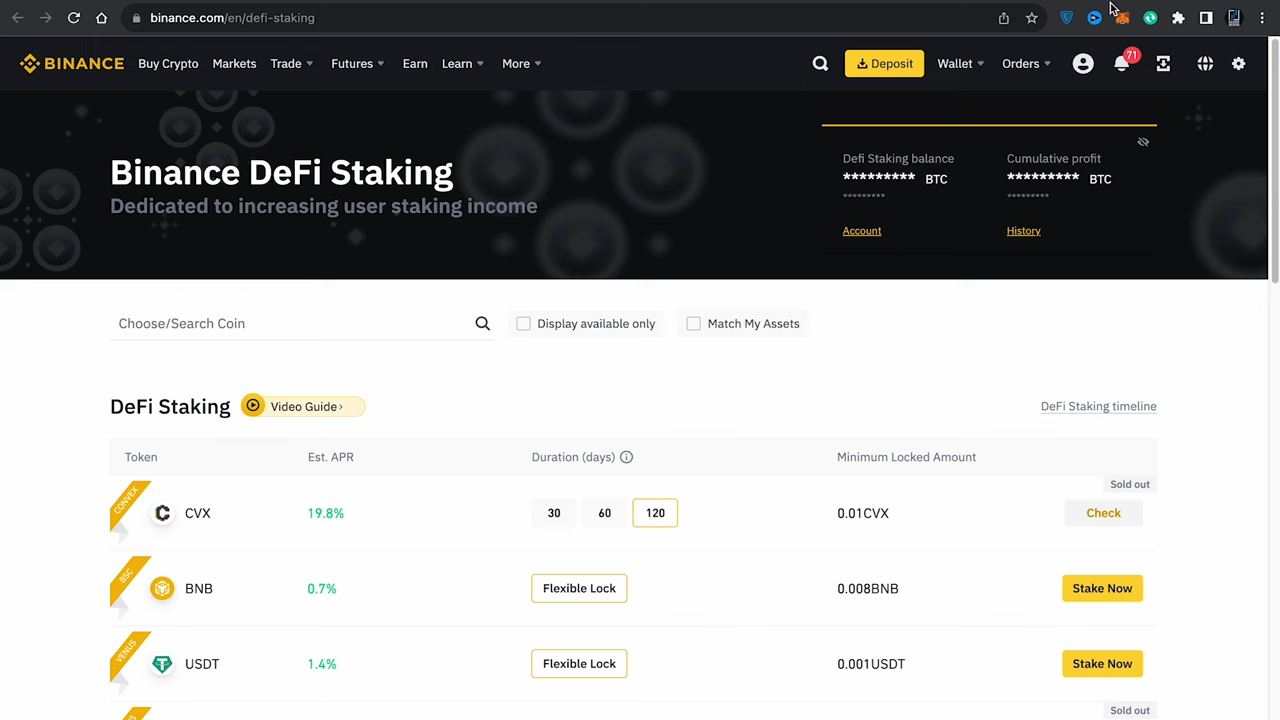 binance.com/en/defi-staking
BINANCE Buy Crypto Markets Trade Futures Earn Learn More Deposit Wallet Orders 71
Binance DeFi Staking
Dedicated to increasing user staking income
Defi Staking balance Cumulative profit
********* BTC ********* BTC
********* *********
Account History
Choose/Search Coin Display available only Match My Assets
DeFi Staking Video Guide› DeFi Staking timeline
Token Est. APR Duration (days) Minimum Locked Amount
Sold out
CONVEX CVX 19.8% 30 60 120 0.01CVX Check
BSC BNB 0.7% Flexible Lock 0.008BNB Stake Now
VENUS USDT 1.4% Flexible Lock 0.001USDT Stake Now
Sold out